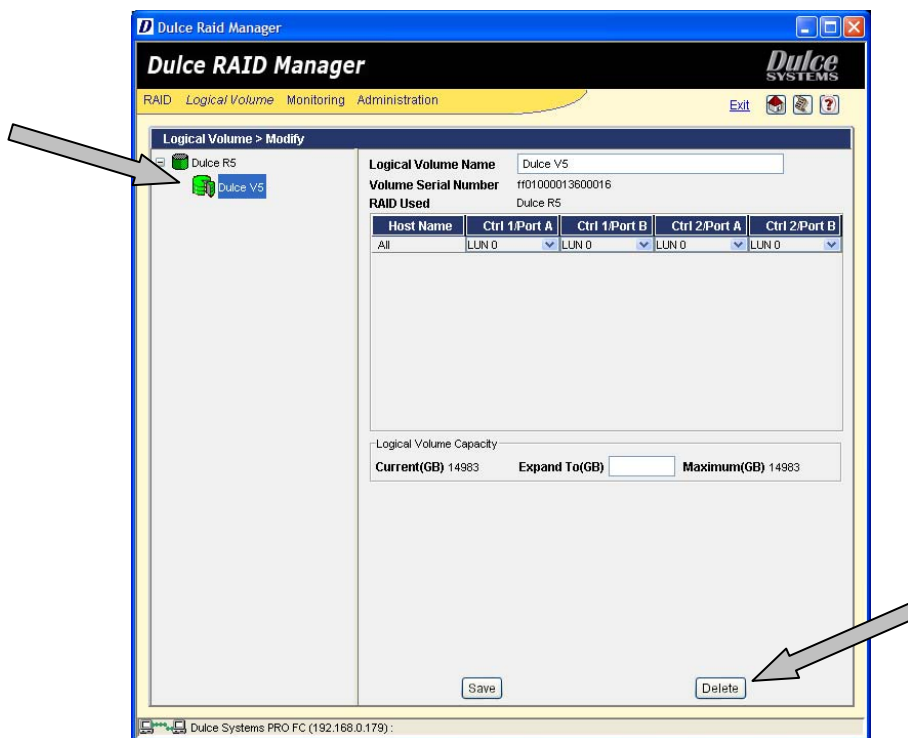 Dulce Raid Manager
Dulce RAID Manager
Dulce
SYSTEMS
RAID Logical Volume Monitoring Administration
Exit
Logical Volume > Modify
Dulce R5
Dulce V5
Logical Volume Name Dulce V5
Volume Serial Number ff01000013600016
RAID Used Dulce R5
Host Name Ctrl 1/Port A Ctrl 1/Port B Ctrl 2/Port A Ctrl 2/Port B
All LUN 0 LUN 0 LUN 0 LUN 0
Logical Volume Capacity
Current(GB) 14983 Expand To(GB) Maximum(GB) 14983
Save Delete
Dulce Systems PRO FC (192.168.0.179) :